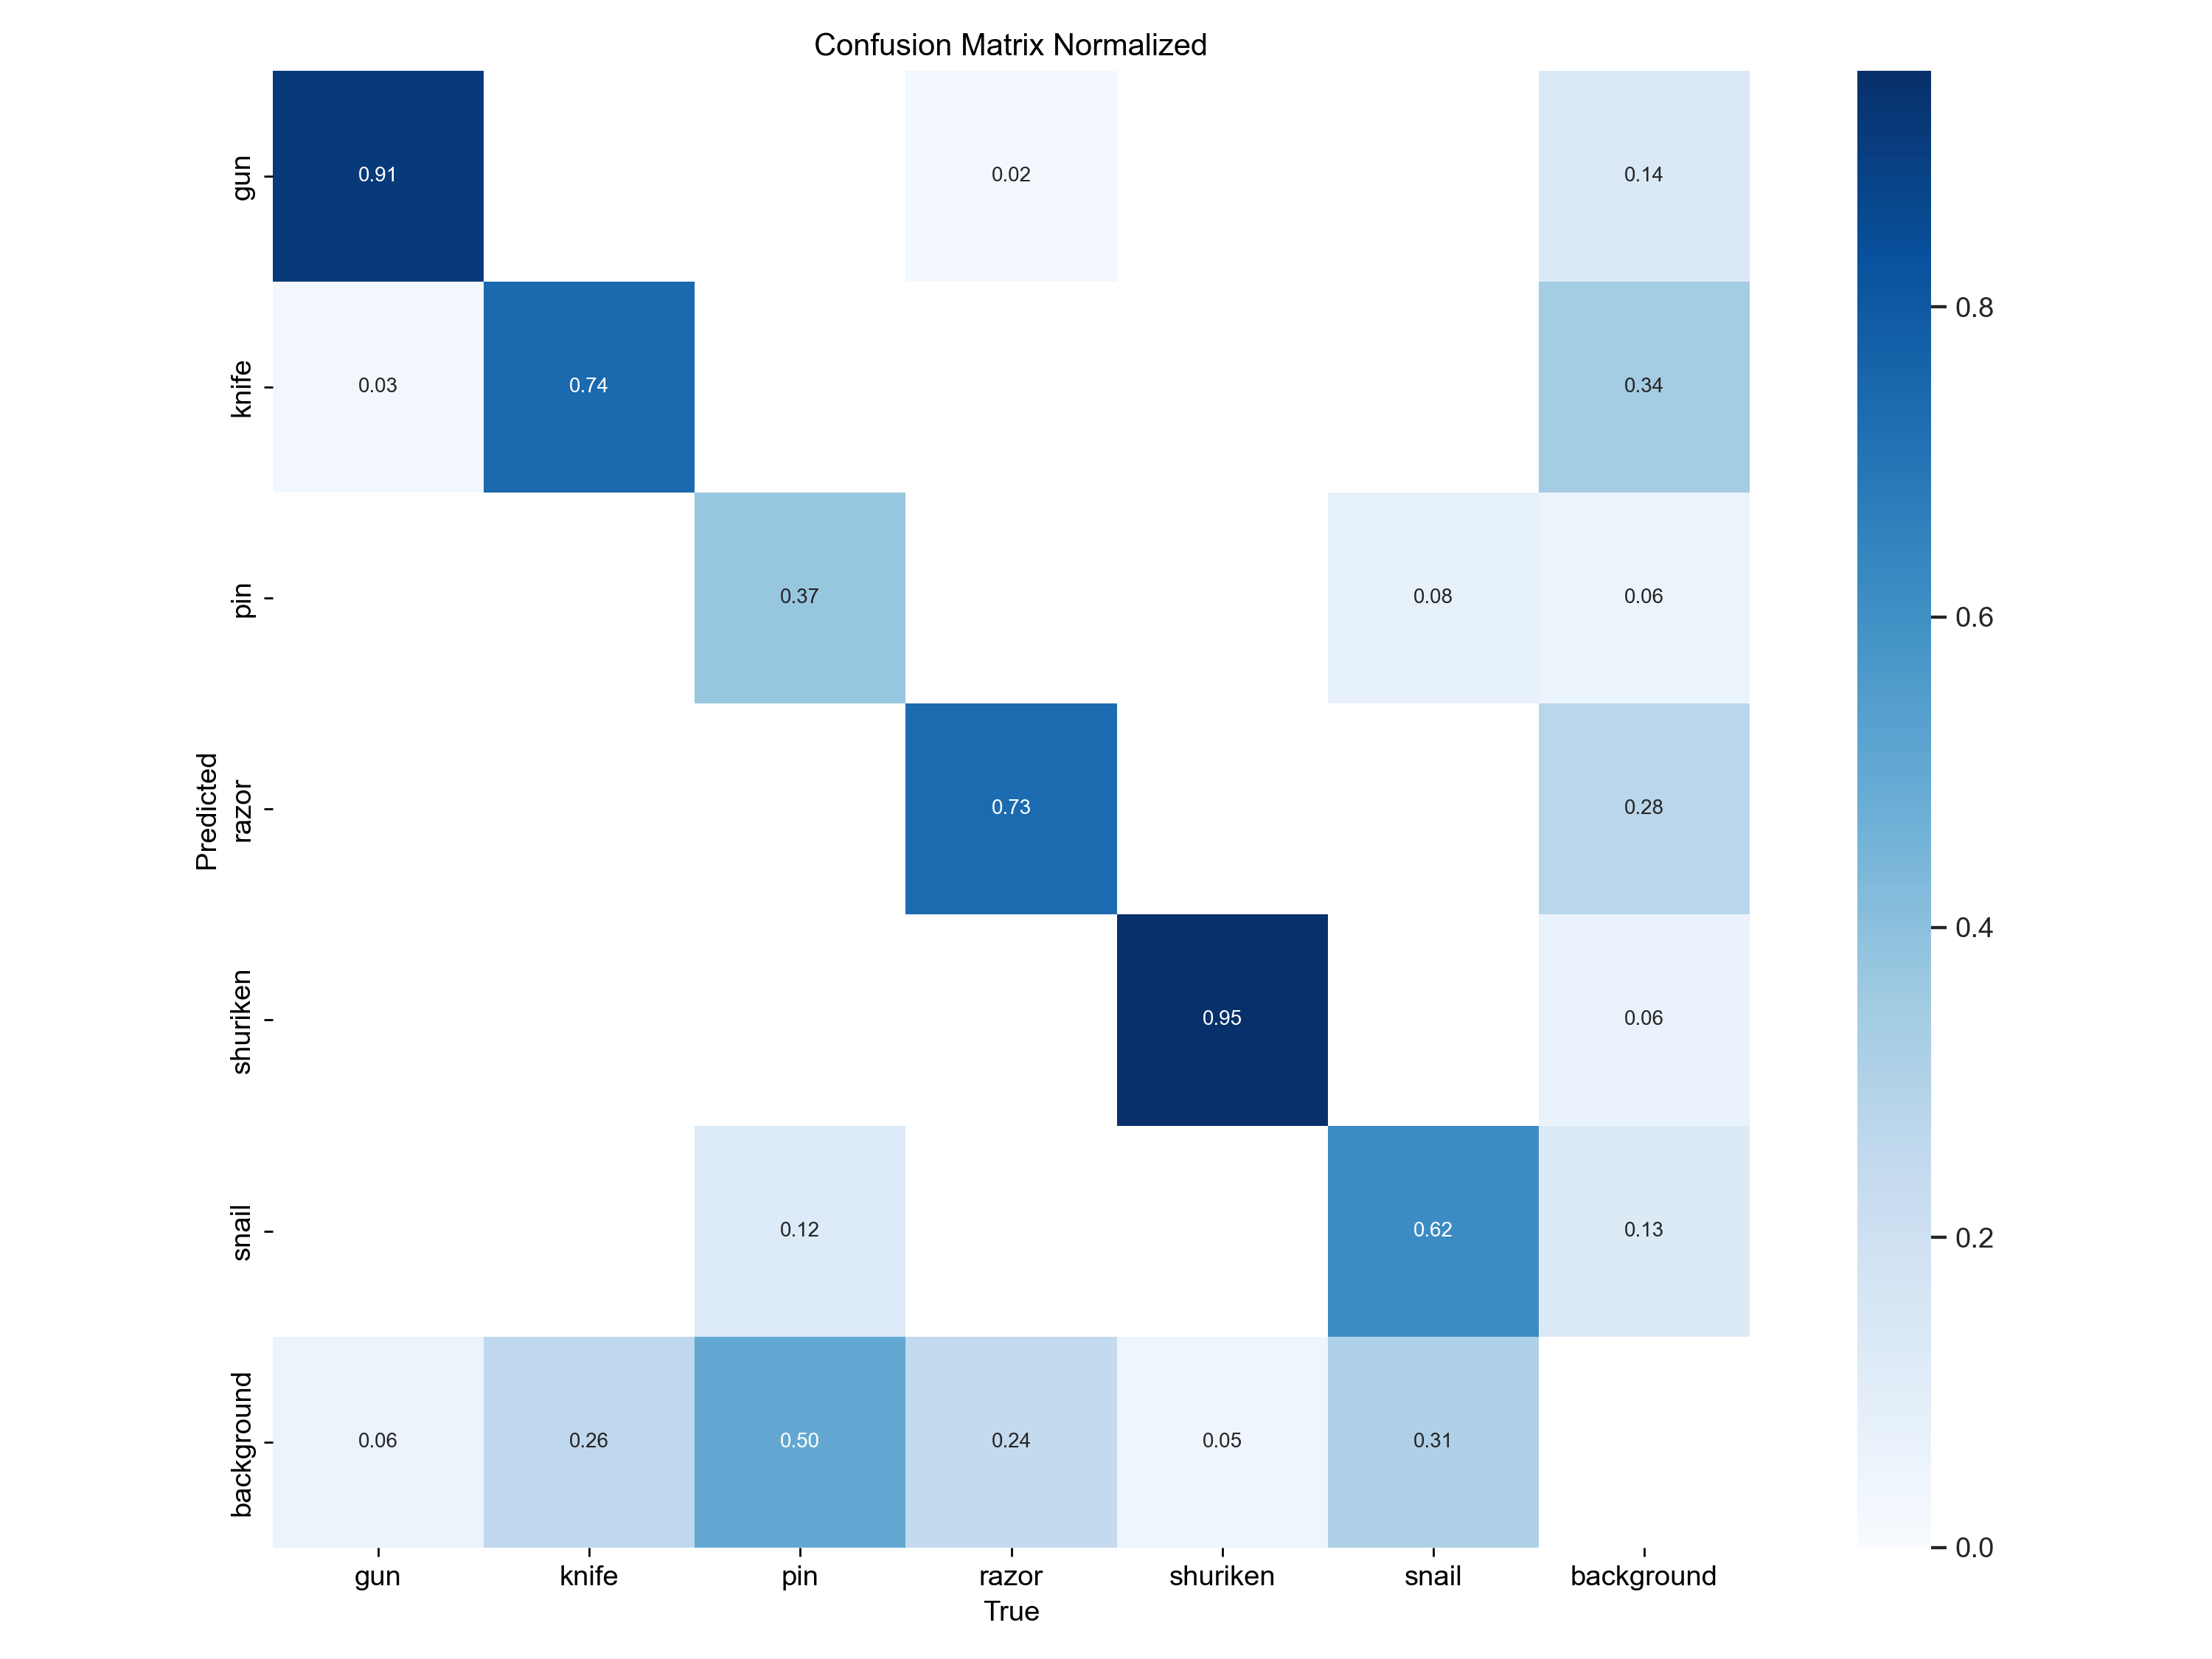 Confusion Matrix Normalized
gun 0.91 0.02 0.14
knife 0.03 0.74 0.34
pin 0.37 0.08 0.06
razor 0.73 0.28
shuriken 0.95 0.06
snail 0.12 0.62 0.13
background 0.06 0.26 0.50 0.24 0.05 0.31
Predicted
gun knife pin razor shuriken snail background
True
0.8
0.6
0.4
0.2
0.0